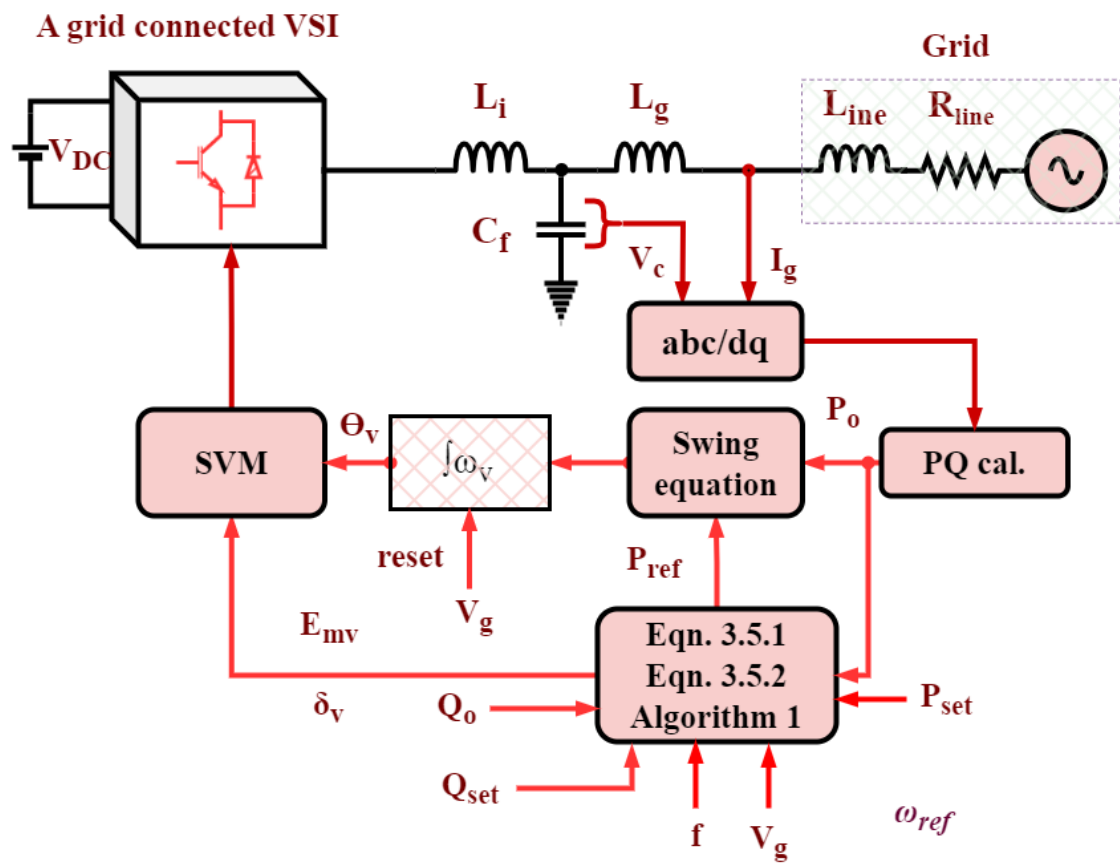 A grid connected VSI
Grid
V_DC
L_i
L_g
L_ine
R_line
C_f
V_c
I_g
abc/dq
P_o
PQ cal.
Swing
equation
∫ω_v
Θ_v
SVM
reset
V_g
P_ref
E_mv
δ_v
Eqn. 3.5.1
Eqn. 3.5.2
Algorithm 1
Q_o
P_set
Q_set
f
V_g
ω_ref